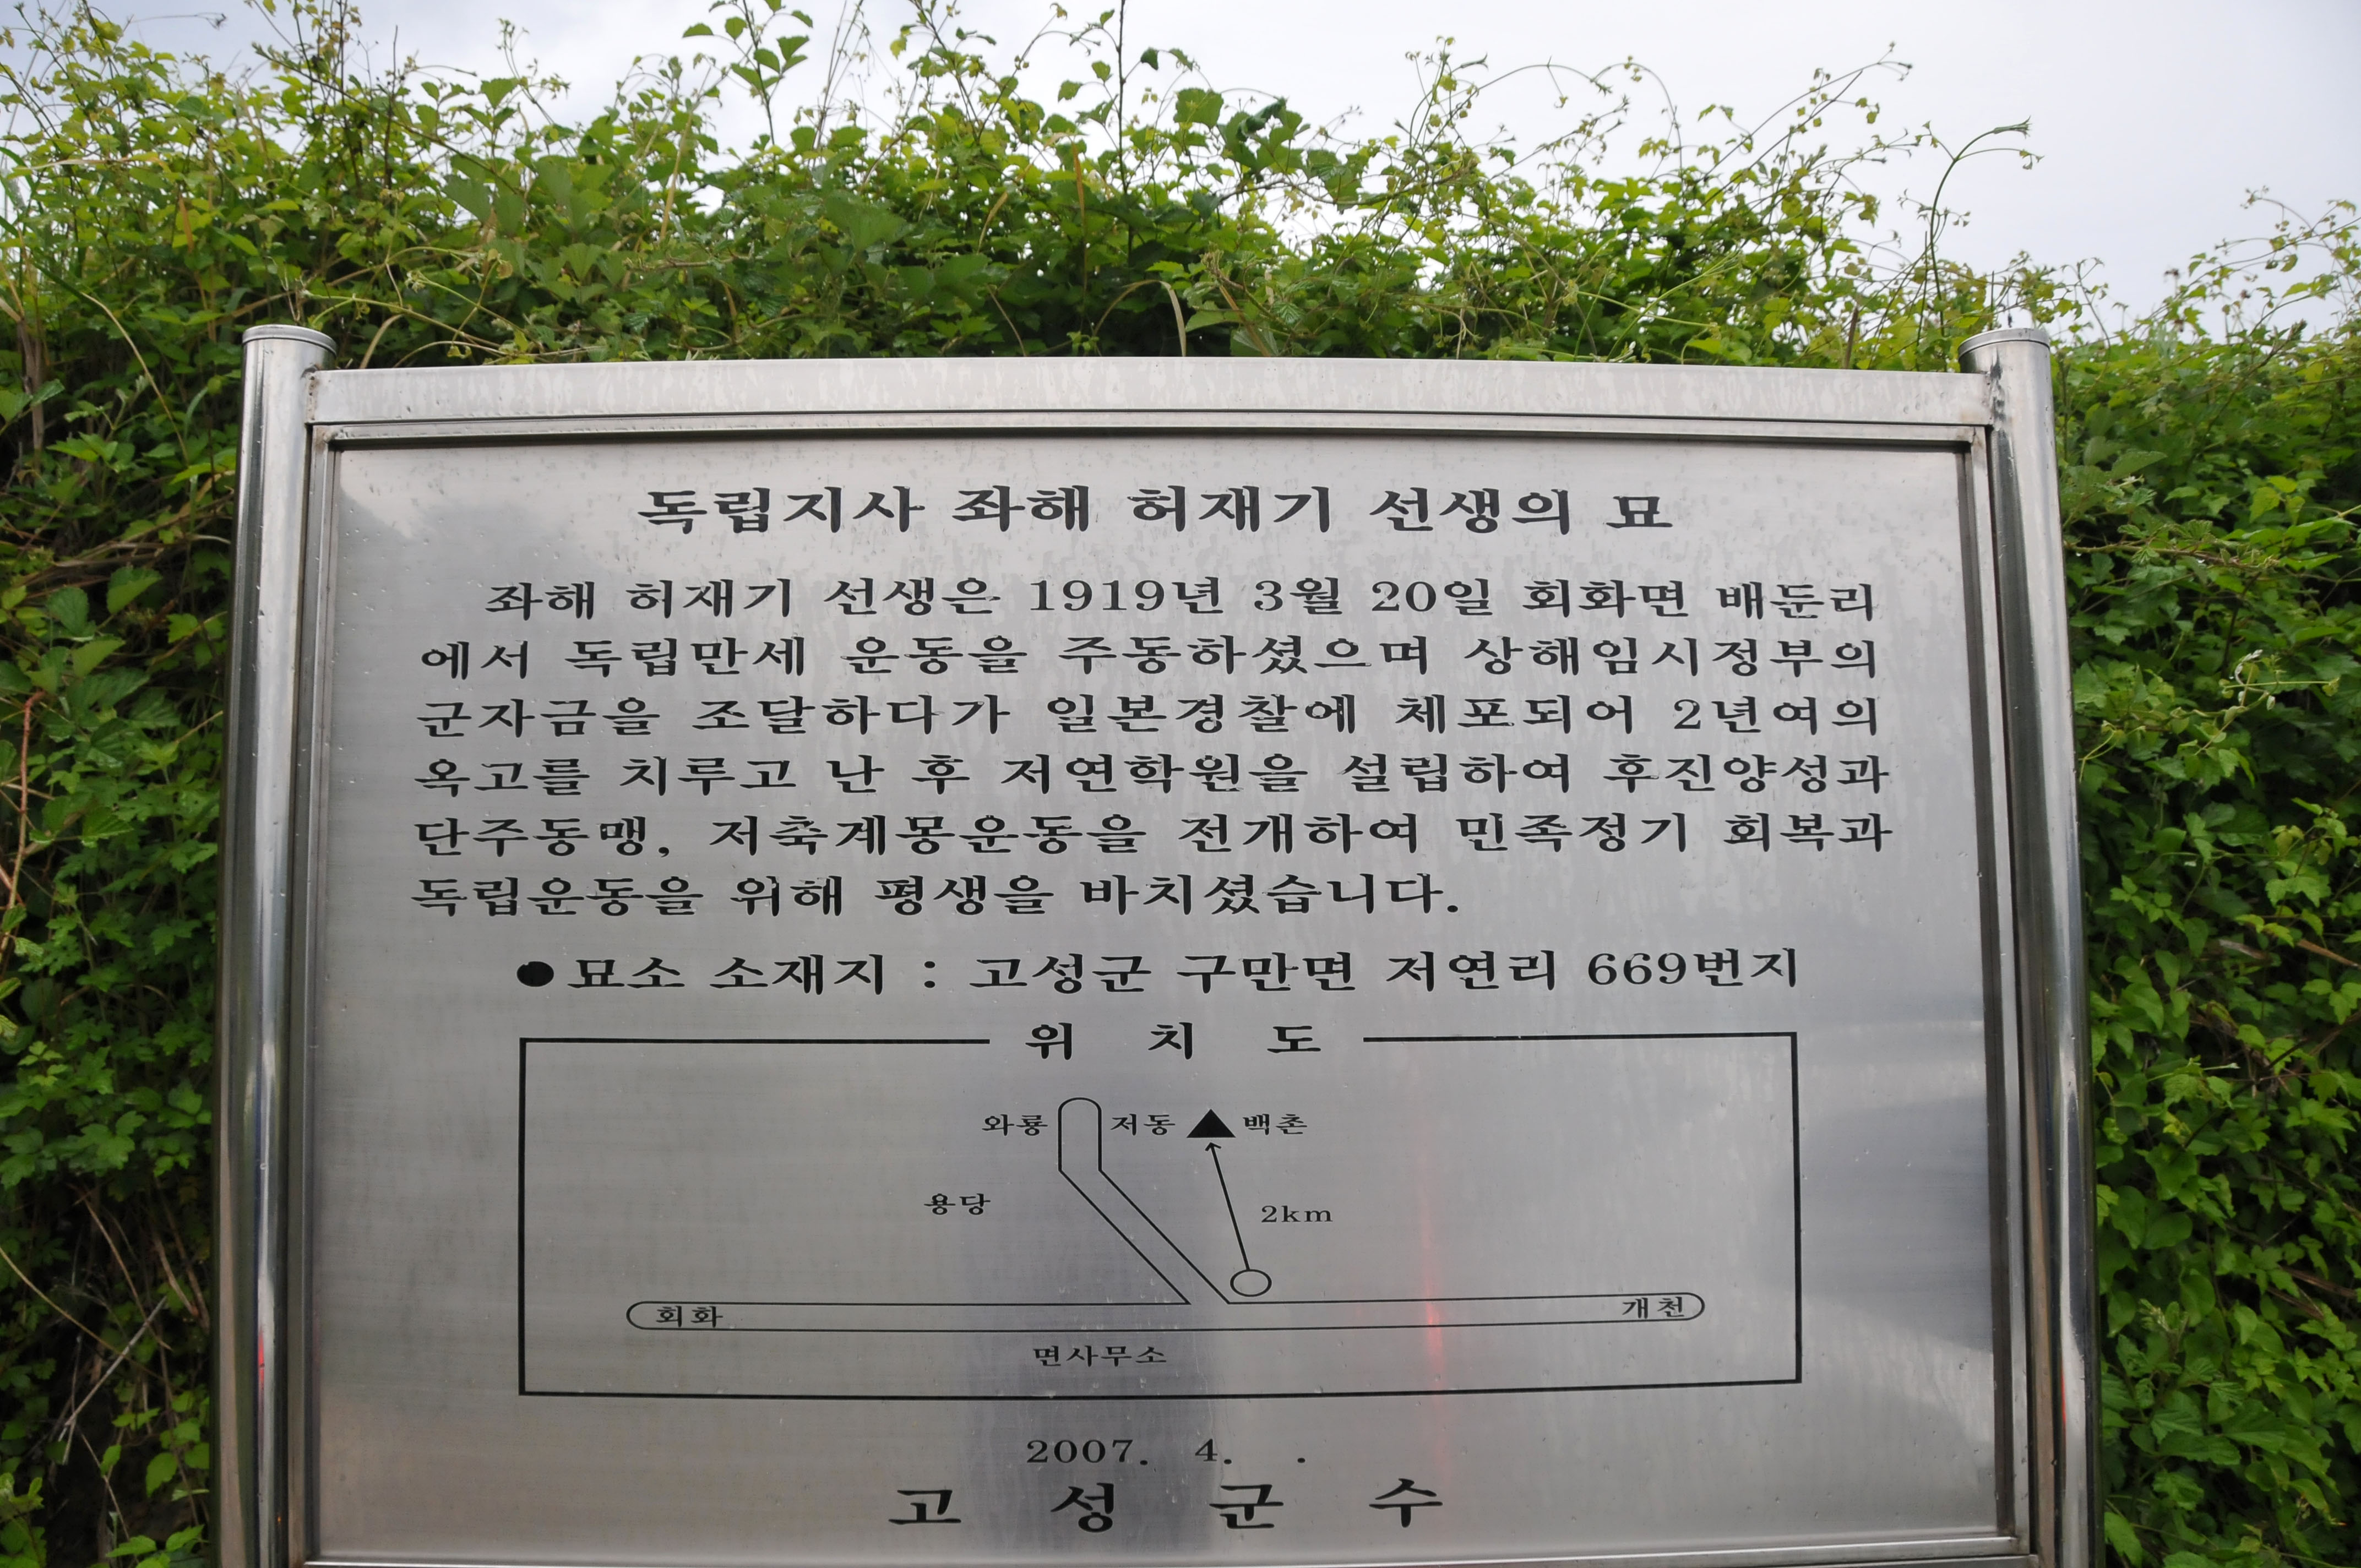 독립지사 좌해 허재기 선생의 묘
좌해 허재기 선생은 1919년 3월 20일 회화면 배둔리
에서 독립만세 운동을 주동하셨으며 상해임시정부의
군자금을 조달하다가 일본경찰에 체포되어 2년여의
옥고를 치루고 난 후 저연학원을 설립하여 후진양성과
단주동맹, 저축계몽운동을 전개하여 민족정기 회복과
독립운동을 위해 평생을 바치셨습니다.
●묘소 소재지 : 고성군 구만면 저연리 669번지
위 치 도
와룡 저동 ▲ 백촌
용당 2km
회화 개천
면사무소
2007. 4. .
고 성 군 수